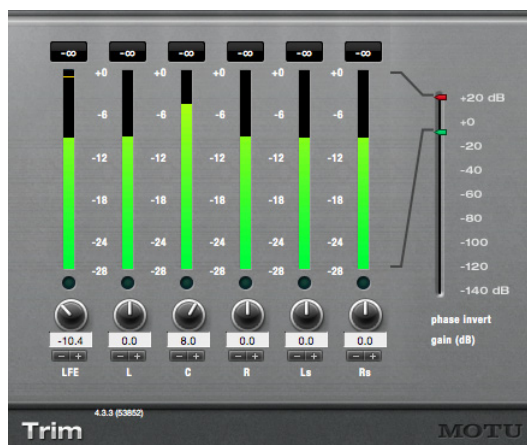 -∞ -∞ -∞ -∞ -∞ -∞
+0 +0 +0 +0 +0 +0
-6 -6 -6 -6 -6
-12 -12 -12 -12 -12
-18 -18 -18 -18 -18
-24 -24 -24 -24 -24
-28 -28 -28 -28 -28
+20 dB
+0
-20
-40
-60
-80
-100
-120
-140 dB
phase invert
-10.4 0.0 8.0 0.0 0.0 0.0 gain (dB)
− + − + − + − + − + − +
LFE L C R Ls Rs
4.3.3 (53852)
Trim MOTU